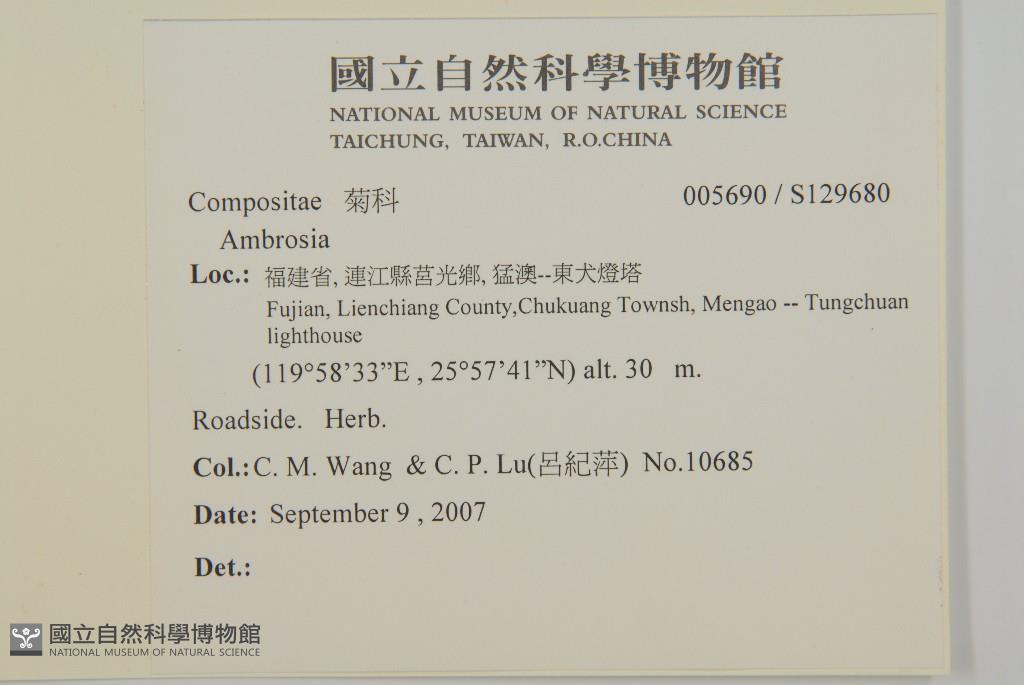 國立自然科學博物館
NATIONAL MUSEUM OF NATURAL SCIENCE
TAICHUNG, TAIWAN, R.O.CHINA
Compositae 菊科 005690 / S129680
Ambrosia
Loc.: 福建省, 連江縣莒光鄉, 猛澳--東犬燈塔
Fujian, Lienchiang County,Chukuang Townsh, Mengao -- Tungchuan
lighthouse
(119°58’33”E , 25°57’41”N) alt. 30 m.
Roadside. Herb.
Col.: C. M. Wang & C. P. Lu(呂紀萍) No.10685
Date: September 9 , 2007
Det.:
國立自然科學博物館
NATIONAL MUSEUM OF NATURAL SCIENCE